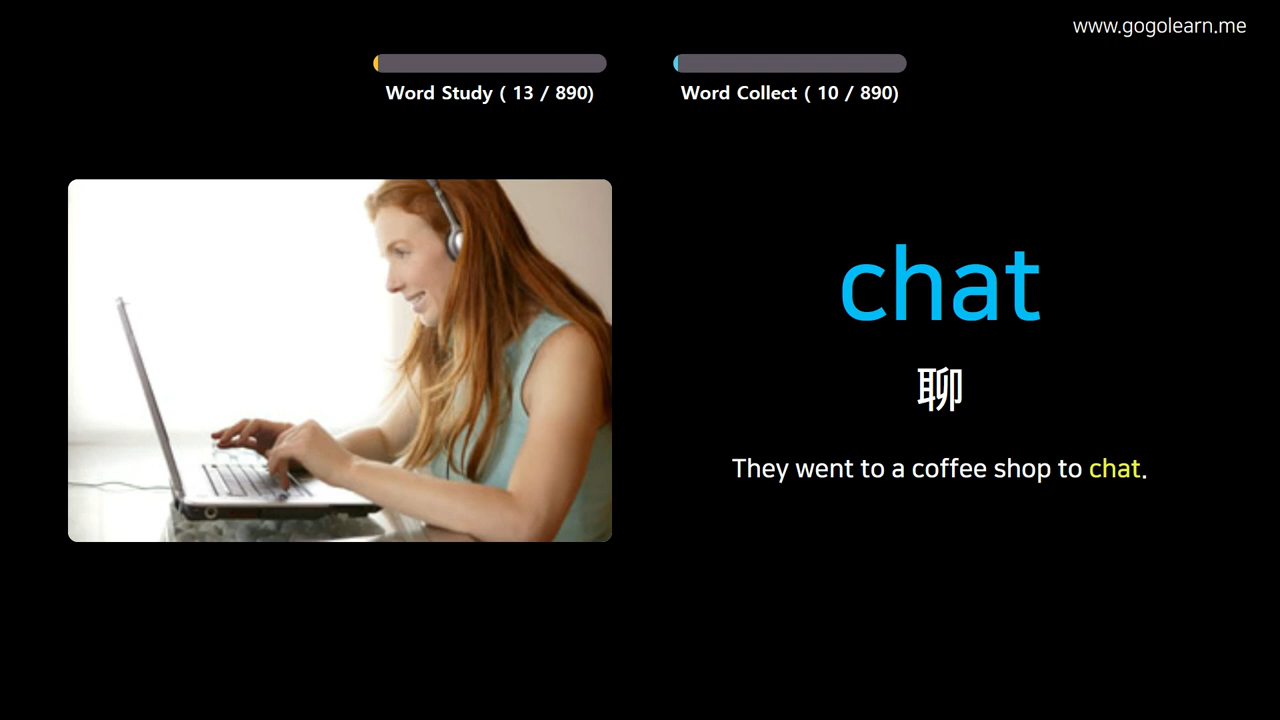 www.gogolearn.me
Word Study ( 13 / 890)
Word Collect ( 10 / 890)
chat
聊
They went to a coffee shop to chat.